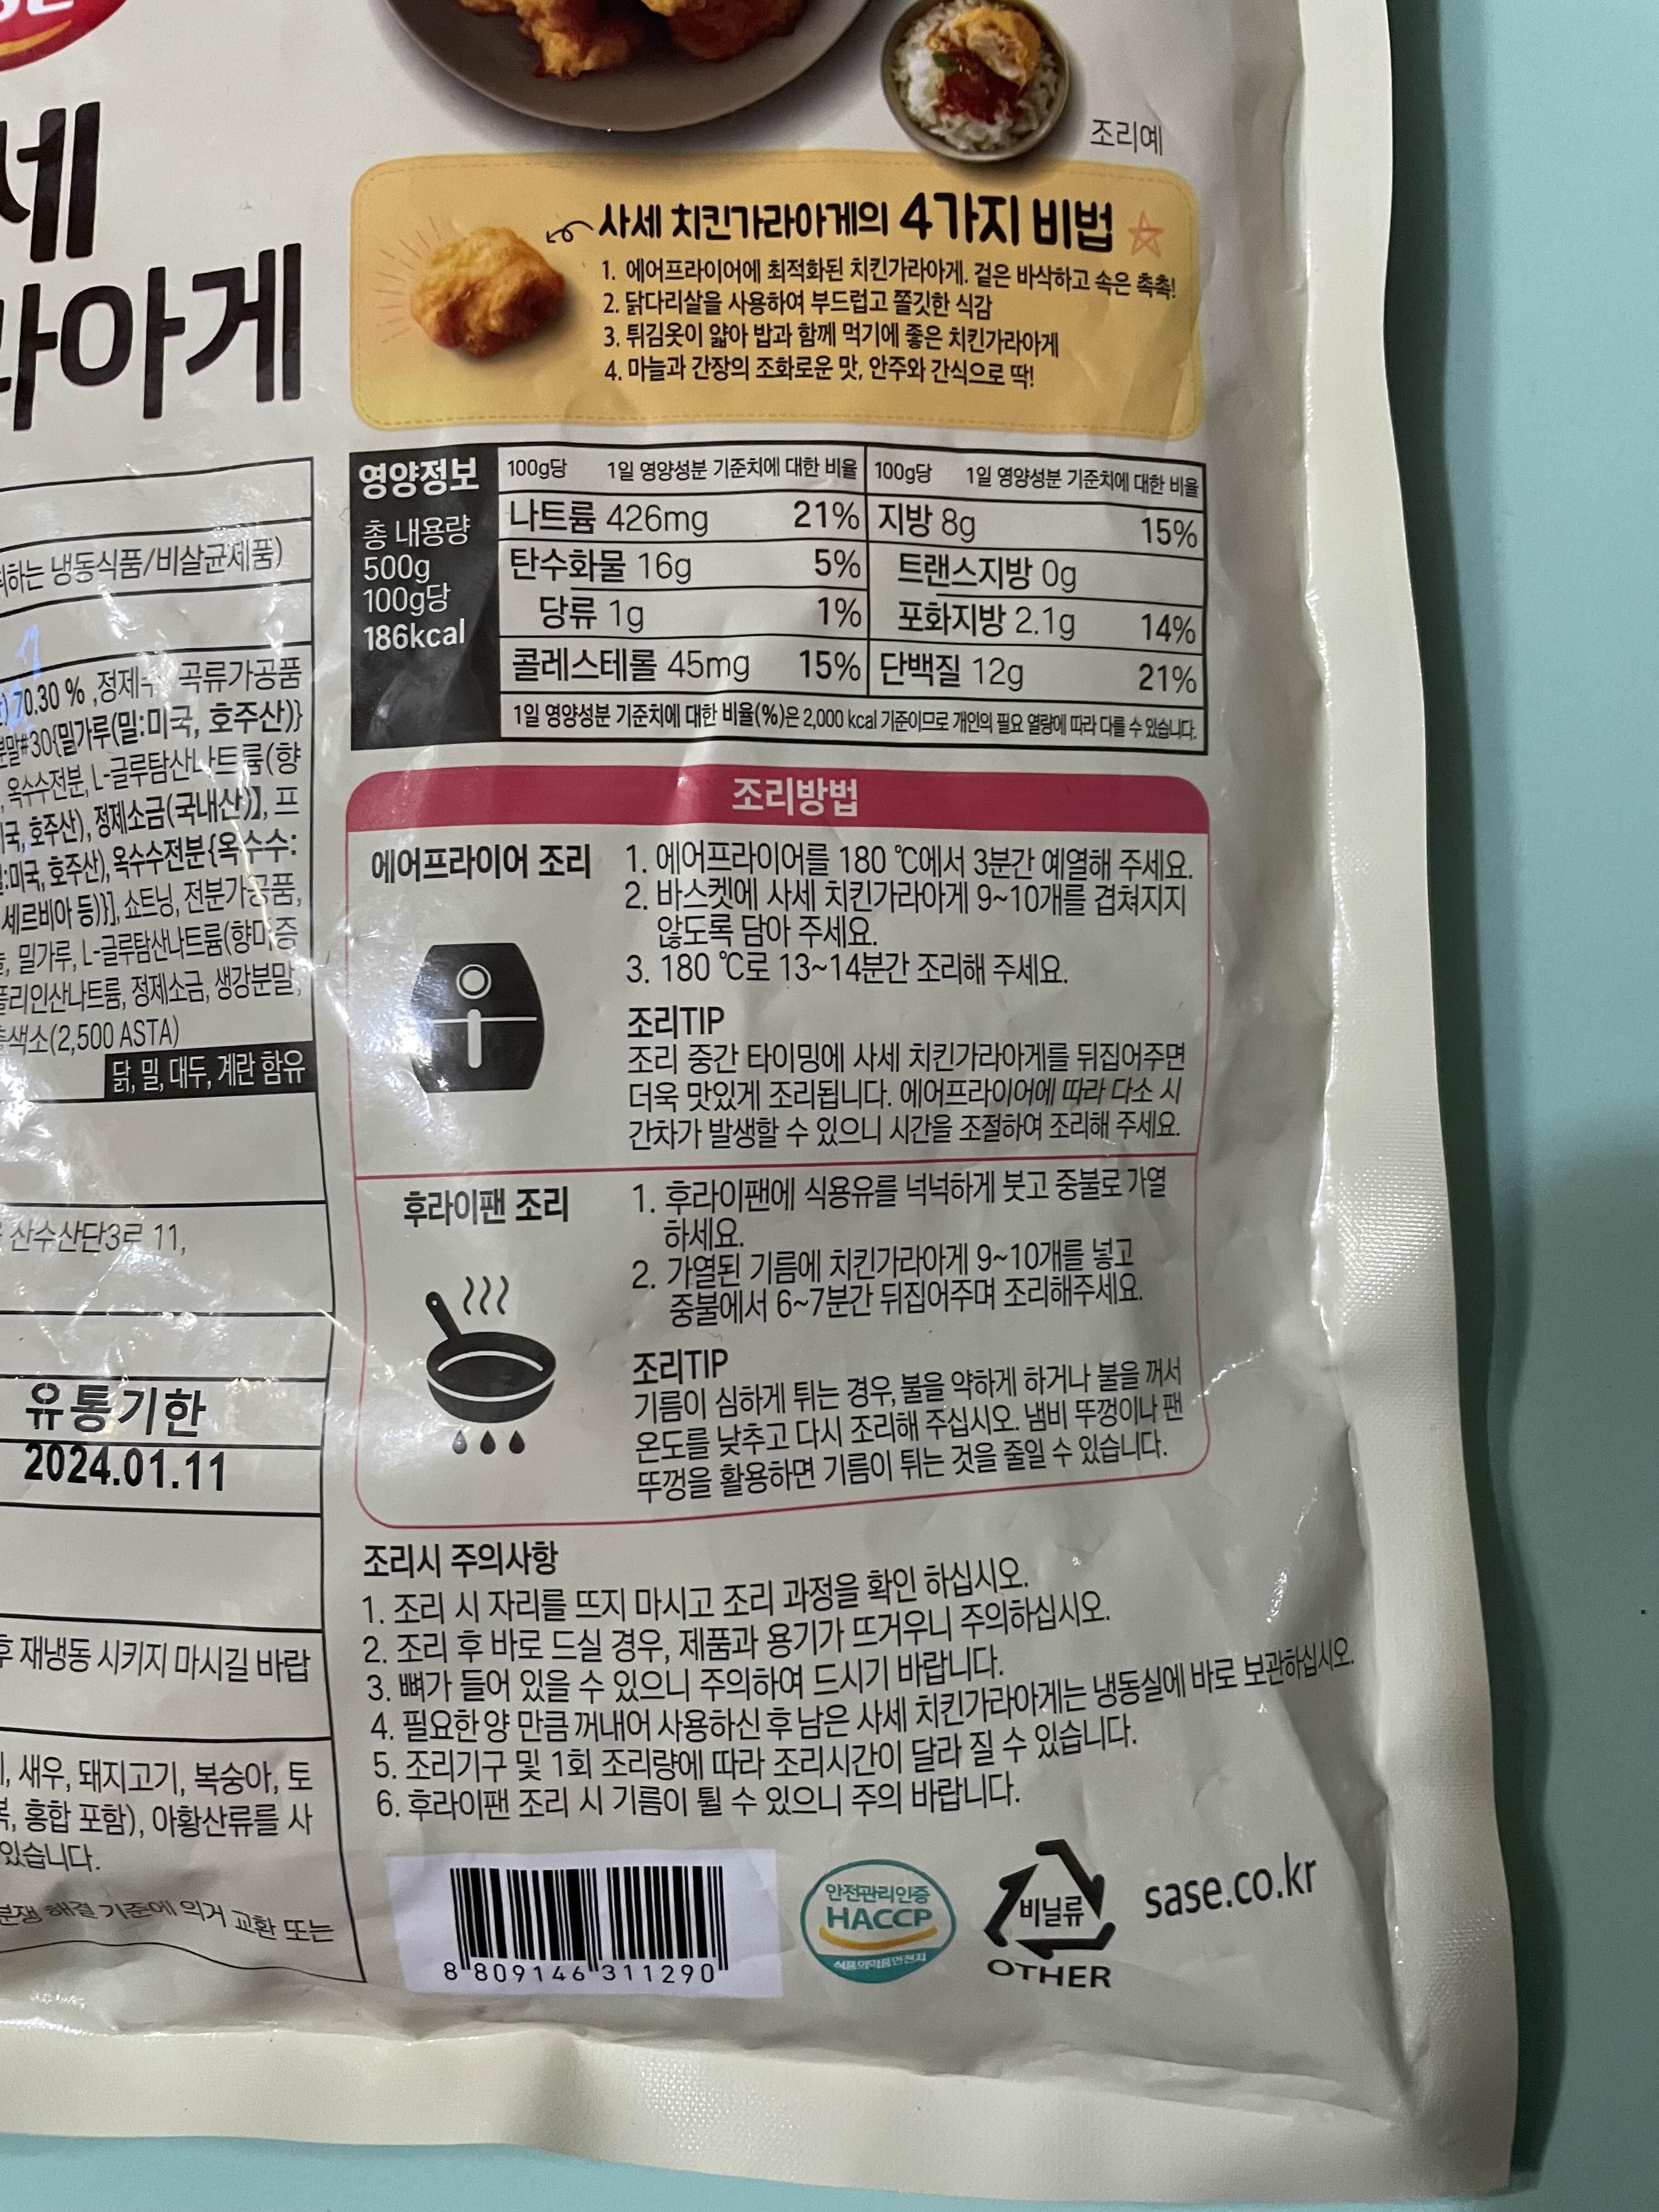 세
라아게
조리예
사세 치킨가라아게의 4가지 비법
1. 에어프라이어에 최적화된 치킨가라아게. 겉은 바삭하고 속은 촉촉!
2. 닭다리살을 사용하여 부드럽고 쫄깃한 식감
3. 튀김옷이 얇아 밥과 함께 먹기에 좋은 치킨가라아게
4. 마늘과 간장의 조화로운 맛, 안주와 간식으로 딱!
영양정보
총 내용량
500g
100g당
186kcal
100g당 1일 영양성분 기준치에 대한 비율 100g당 1일 영양성분 기준치에 대한 비율
나트륨 426mg 21% 지방 8g 15%
탄수화물 16g 5% 트랜스지방 0g
당류 1g 1% 포화지방 2.1g 14%
콜레스테롤 45mg 15% 단백질 12g 21%
1일 영양성분 기준치에 대한 비율(%)은 2,000 kcal 기준이므로 개인의 필요 열량에 따라 다를 수 있습니다.
하는 냉동식품/비살균제품)
70.30 %, 곡류가공품
#30{밀가루(밀:미국, 호주산)}
옥수수전분, L-글루탐산나트륨(향
호주산), 정제소금(국내산)】, 프
:미국, 호주산), 옥수수전분{옥수수:
세르비아 등)}], 쇼트닝, 전분가공품,
밀가루, L-글루탐산나트륨(향미증
폴리인산나트륨, 정제소금, 생강분말,
색소(2,500 ASTA)
닭, 밀, 대두, 계란 함유
산수산단3로 11,
유통기한
2024.01.11
후 재냉동 시키지 마시길 바랍
새우, 돼지고기, 복숭아, 토
홍합 포함), 아황산류를 사
있습니다.
분쟁 해결 기준에 의거 교환 또는
조리방법
에어프라이어 조리
1. 에어프라이어를 180 ℃에서 3분간 예열해 주세요.
2. 바스켓에 사세 치킨가라아게 9~10개를 겹쳐지지
않도록 담아 주세요.
3. 180 ℃로 13~14분간 조리해 주세요.
조리TIP
조리 중간 타이밍에 사세 치킨가라아게를 뒤집어주면
더욱 맛있게 조리됩니다. 에어프라이어에 따라 다소 시
간차가 발생할 수 있으니 시간을 조절하여 조리해 주세요.
후라이팬 조리
1. 후라이팬에 식용유를 넉넉하게 붓고 중불로 가열
하세요.
2. 가열된 기름에 치킨가라아게 9~10개를 넣고
중불에서 6~7분간 뒤집어주며 조리해주세요.
조리TIP
기름이 심하게 튀는 경우, 불을 약하게 하거나 불을 꺼서
온도를 낮추고 다시 조리해 주십시오. 냄비 뚜껑이나 팬
뚜껑을 활용하면 기름이 튀는 것을 줄일 수 있습니다.
조리시 주의사항
1. 조리 시 자리를 뜨지 마시고 조리 과정을 확인 하십시오.
2. 조리 후 바로 드실 경우, 제품과 용기가 뜨거우니 주의하십시오.
3. 뼈가 들어 있을 수 있으니 주의하여 드시기 바랍니다.
4. 필요한 양 만큼 꺼내어 사용하신 후 남은 사세 치킨가라아게는 냉동실에 바로 보관하십시오.
5. 조리기구 및 1회 조리량에 따라 조리시간이 달라 질 수 있습니다.
6. 후라이팬 조리 시 기름이 튈 수 있으니 주의 바랍니다.
8 809146 311290
안전관리인증
HACCP
식품의약품안전처
비닐류
OTHER
sase.co.kr